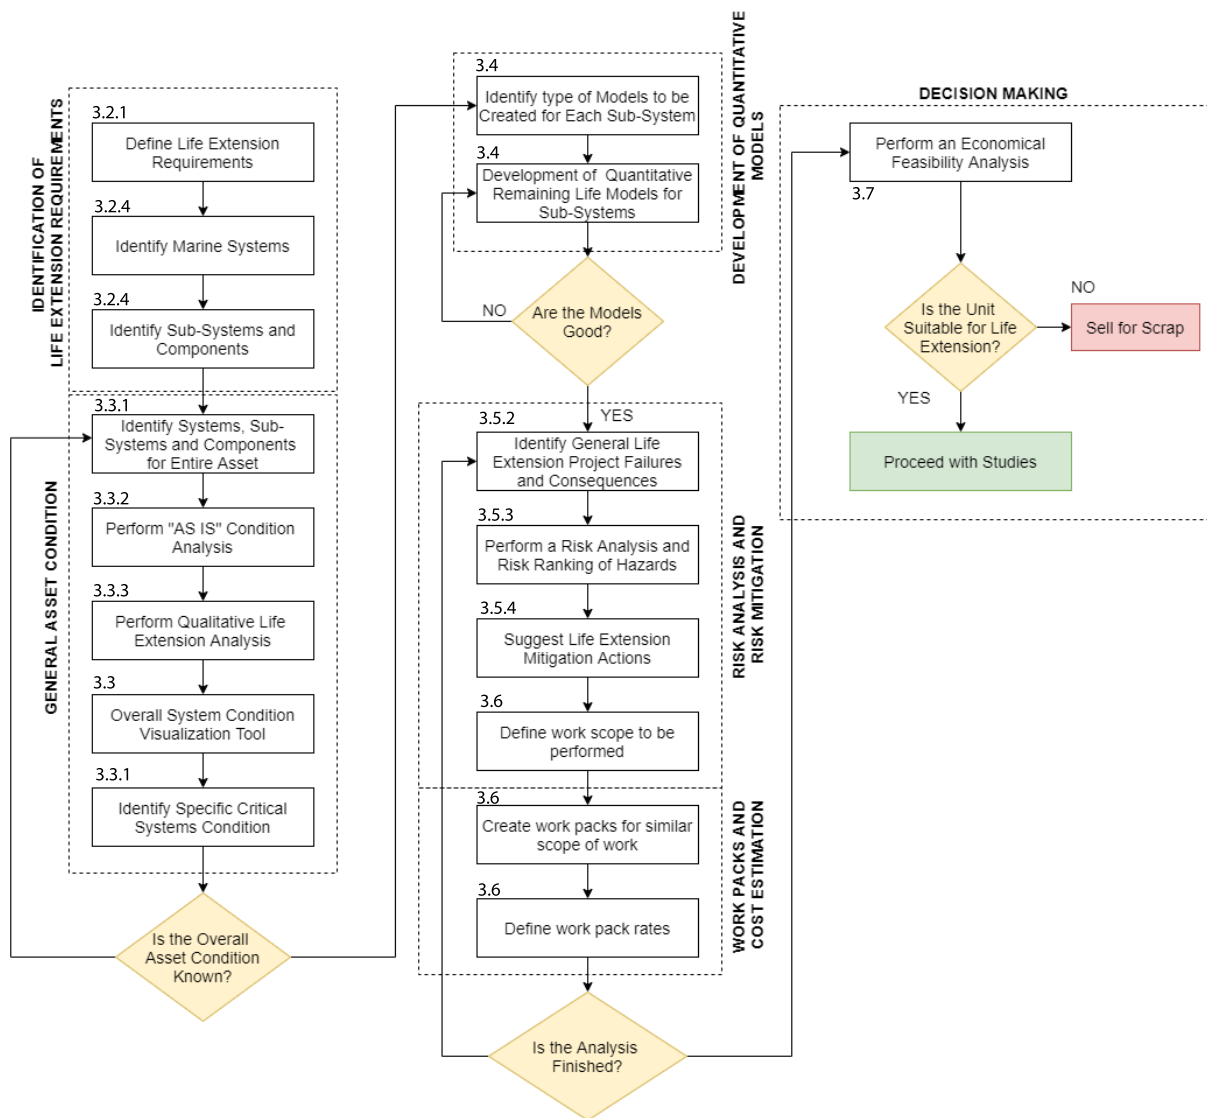 IDENTIFICATION OF
LIFE EXTENSION REQUIREMENTS
3.2.1
Define Life Extension
Requirements
3.2.4
Identify Marine Systems
3.2.4
Identify Sub-Systems and
Components
GENERAL ASSET CONDITION
3.3.1
Identify Systems, Sub-
Systems and Components
for Entire Asset
3.3.2
Perform "AS IS" Condition
Analysis
3.3.3
Perform Qualitative Life
Extension Analysis
3.3
Overall System Condition
Visualization Tool
3.3.1
Identify Specific Critical
Systems Condition
Is the Overall
Asset Condition
Known?
DEVELOPMENT OF QUANTITATIVE
MODELS
3.4
Identify type of Models to be
Created for Each Sub-System
3.4
Development of Quantitative
Remaining Life Models for
Sub-Systems
NO
Are the Models
Good?
YES
RISK ANALYSIS AND
RISK MITIGATION
3.5.2
Identify General Life
Extension Project Failures
and Consequences
3.5.3
Perform a Risk Analysis and
Risk Ranking of Hazards
3.5.4
Suggest Life Extension
Mitigation Actions
3.6
Define work scope to be
performed
WORK PACKS AND
COST ESTIMATION
3.6
Create work packs for similar
scope of work
3.6
Define work pack rates
Is the Analysis
Finished?
DECISION MAKING
Perform an Economical
Feasibility Analysis
3.7
Is the Unit
Suitable for Life
Extension?
NO
Sell for Scrap
YES
Proceed with Studies